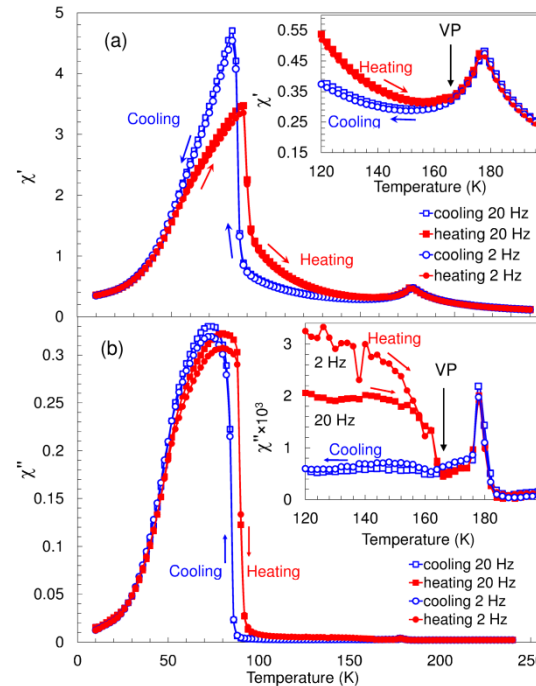 (a)
5
4
3
2
1
0
χ'
Cooling
Heating
VP
0.55
0.45
0.35
0.25
0.15
χ'
Heating
Cooling
120 140 160 180
Temperature (K)
cooling 20 Hz
heating 20 Hz
cooling 2 Hz
heating 2 Hz
(b)
0.3
0.25
0.2
0.15
0.1
0.05
0
χ"
Cooling
Heating
VP
Heating
2 Hz
20 Hz
Cooling
3
2
1
0
χ"×10³
120 140 160 180
Temperature (K)
cooling 20 Hz
heating 20 Hz
cooling 2 Hz
heating 2 Hz
0 50 100 150 200 250
Temperature (K)